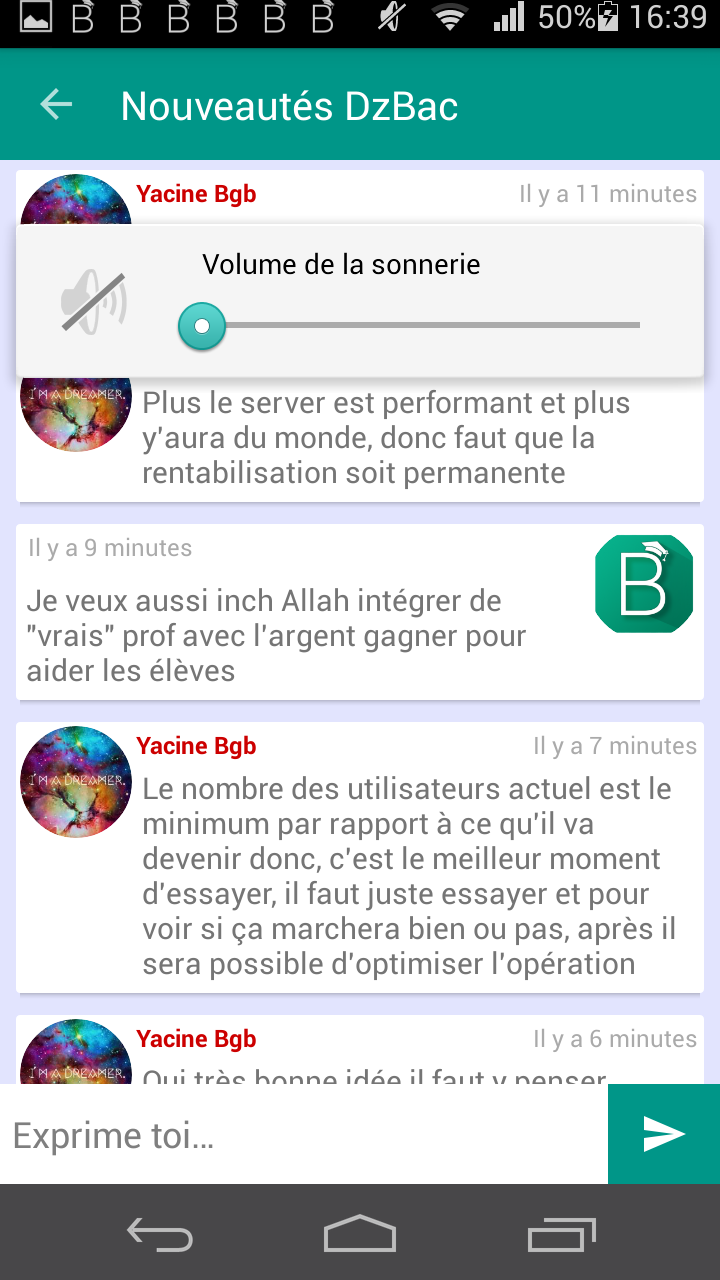 50% 16:39
Nouveautés DzBac
Yacine Bgb Il y a 11 minutes
Volume de la sonnerie
I'M A DREAMER.
Plus le server est performant et plus
y'aura du monde, donc faut que la
rentabilisation soit permanente
Il y a 9 minutes
B
Je veux aussi inch Allah intégrer de
"vrais" prof avec l'argent gagner pour
aider les élèves
Yacine Bgb Il y a 7 minutes
I'M A DREAMER.
Le nombre des utilisateurs actuel est le
minimum par rapport à ce qu'il va
devenir donc, c'est le meilleur moment
d'essayer, il faut juste essayer et pour
voir si ça marchera bien ou pas, après il
sera possible d'optimiser l'opération
Yacine Bgb Il y a 6 minutes
I'M A DREAMER.
Oui très bonne idée il faut y penser
Exprime toi...